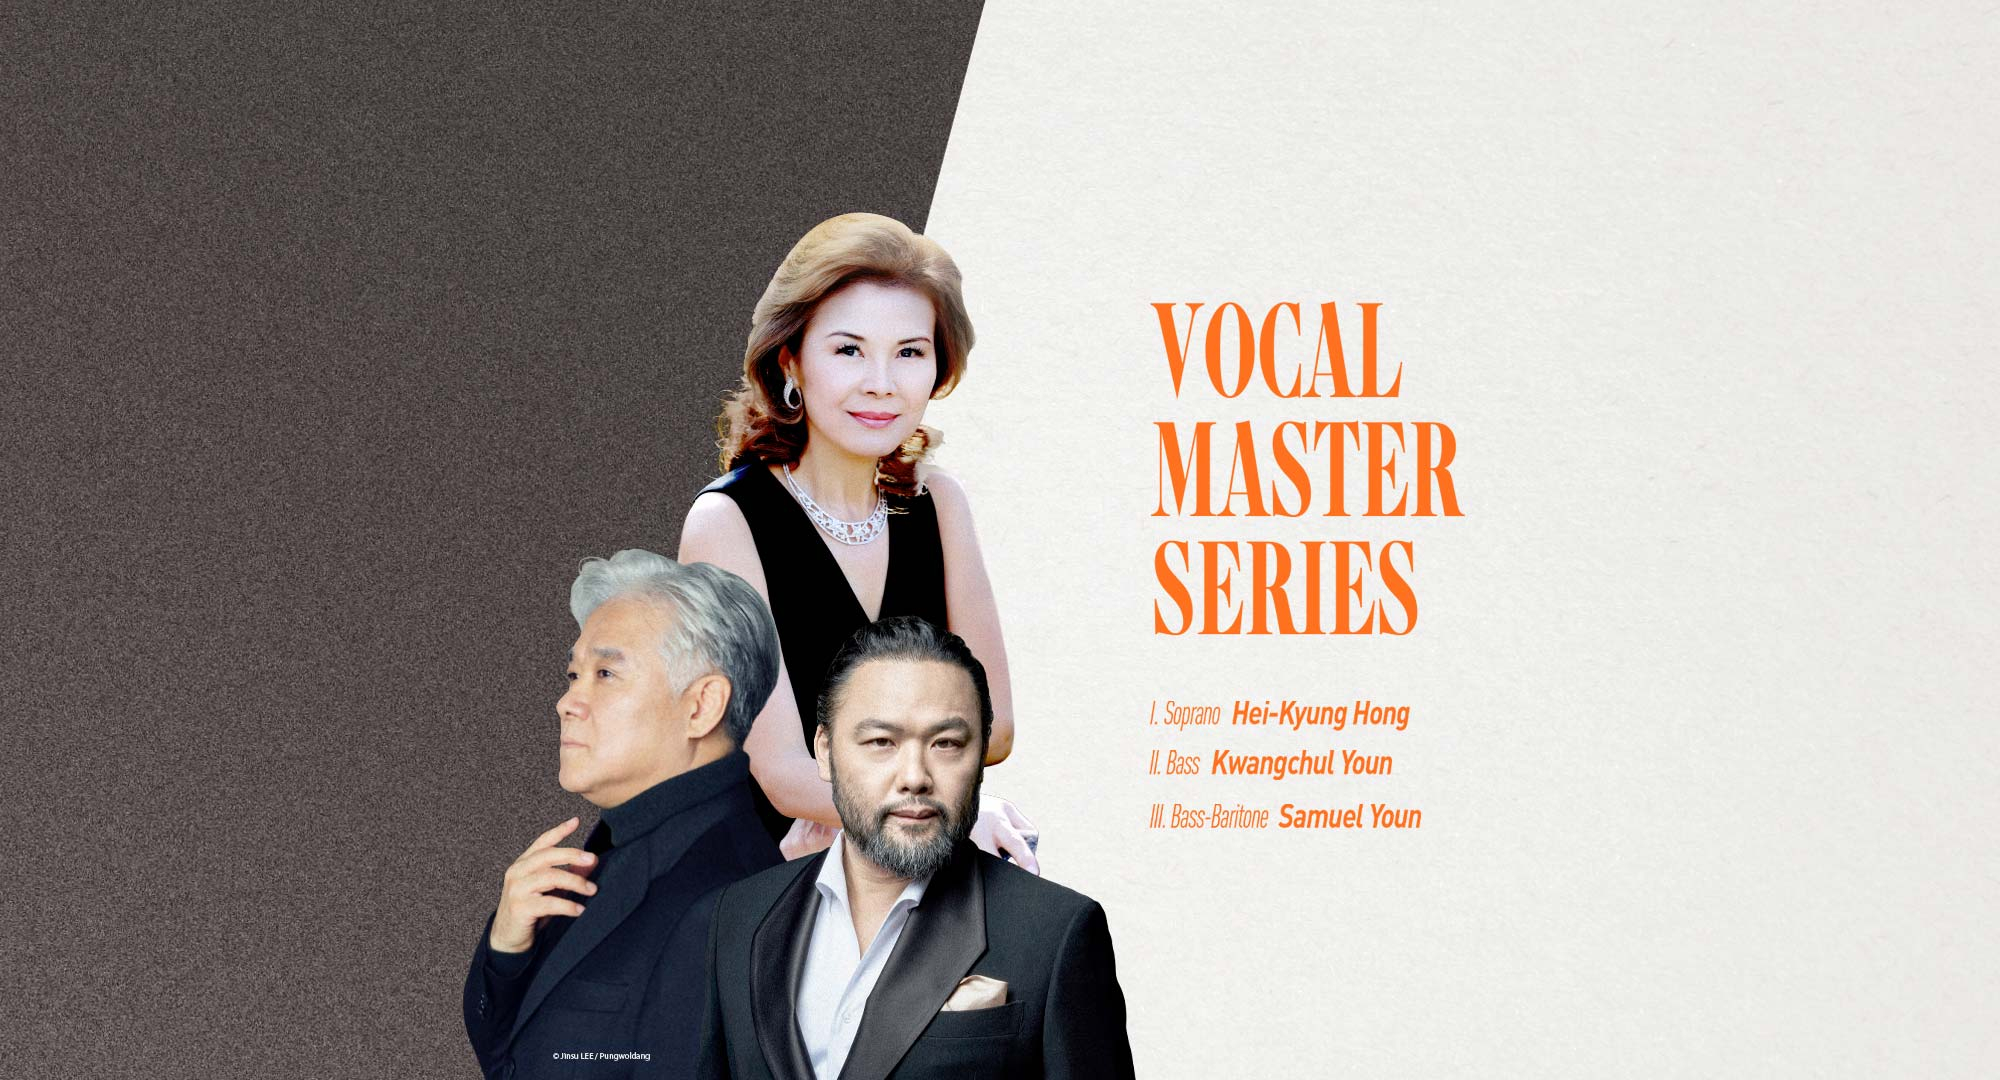 VOCAL
MASTER
SERIES
I. Soprano Hei-Kyung Hong
II. Bass Kwangchul Youn
III. Bass-Baritone Samuel Youn
© Jinsu LEE / Pungwoldang